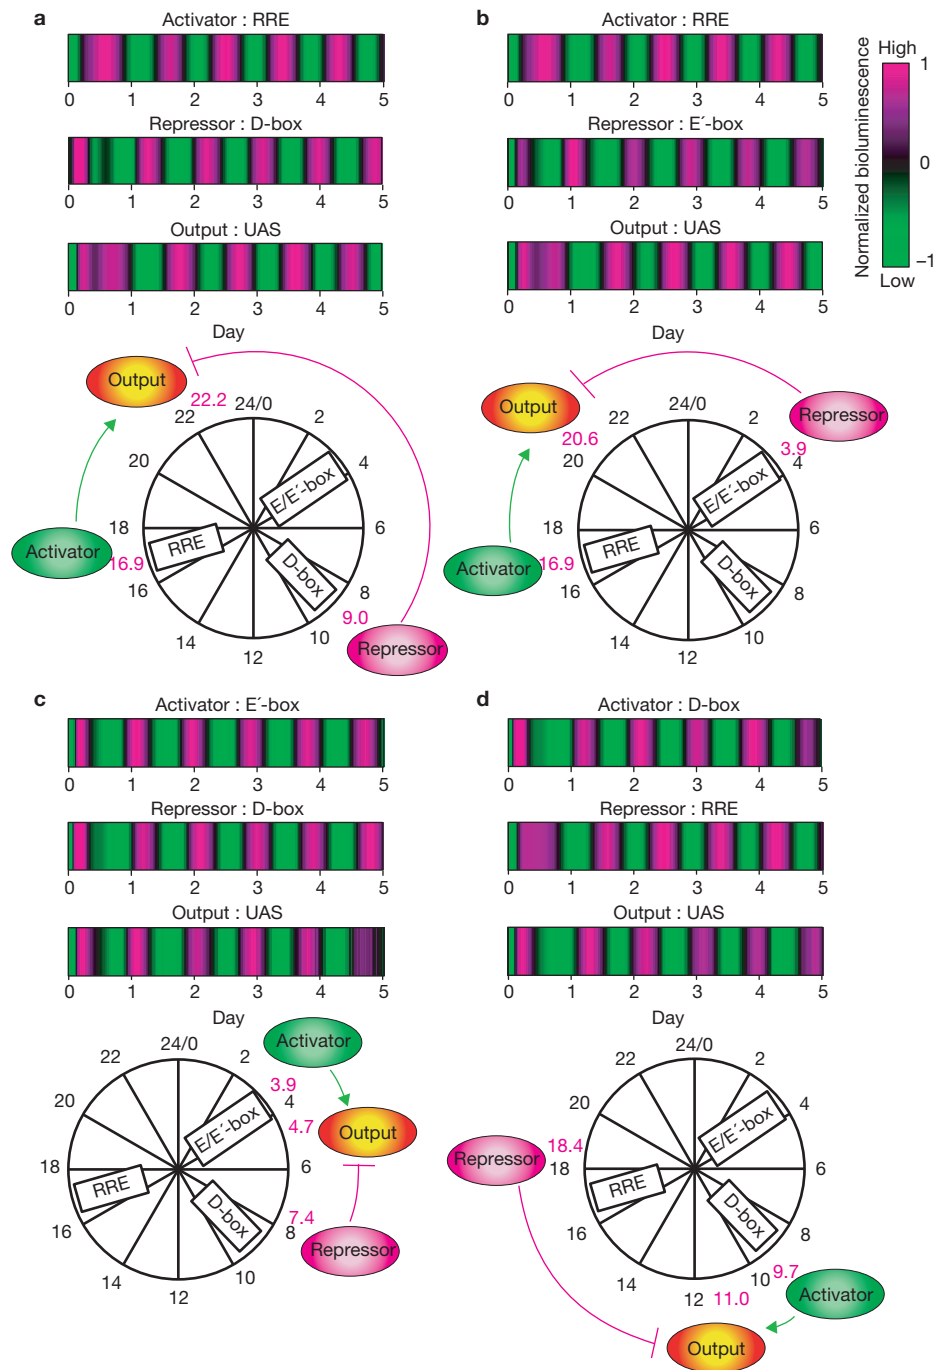 a
Activator : RRE
0 1 2 3 4 5
Repressor : D-box
0 1 2 3 4 5
Output : UAS
0 1 2 3 4 5
Day
Output
22.2
24/0
2
4
6
8
10
12
14
16
18
20
22
E/E′-box
D-box
RRE
Activator
16.9
9.0
Repressor
b
Activator : RRE
0 1 2 3 4 5
Repressor : E′-box
0 1 2 3 4 5
Output : UAS
0 1 2 3 4 5
Day
High
1
0
−1
Low
Normalized bioluminescence
Output
20.6
24/0
2
4
6
8
10
12
14
16
18
20
22
E/E′-box
D-box
RRE
Repressor
3.9
Activator
16.9
c
Activator : E′-box
0 1 2 3 4 5
Repressor : D-box
0 1 2 3 4 5
Output : UAS
0 1 2 3 4 5
Day
24/0
2
4
6
8
10
12
14
16
18
20
22
E/E′-box
D-box
RRE
Activator
3.9
4.7
Output
7.4
Repressor
d
Activator : D-box
0 1 2 3 4 5
Repressor : RRE
0 1 2 3 4 5
Output : UAS
0 1 2 3 4 5
Day
24/0
2
4
6
8
10
12
14
16
18
20
22
E/E′-box
D-box
RRE
Repressor
18.4
9.7
Activator
11.0
Output